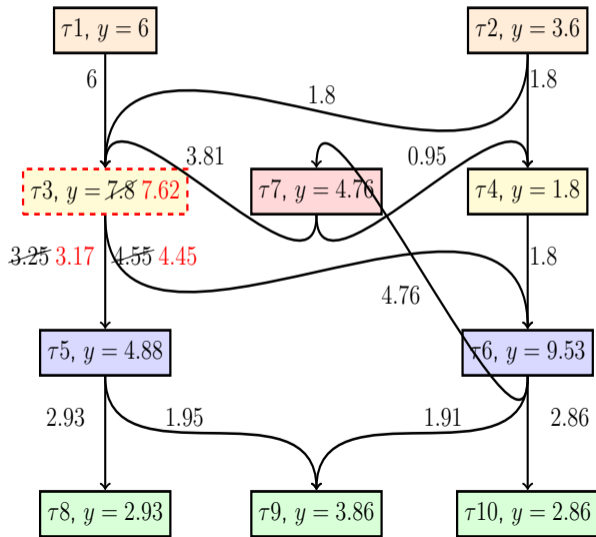 τ1, y = 6
τ2, y = 3.6
6
1.8
1.8
3.81
0.95
τ3, y = 7.8 7.62
τ7, y = 4.76
τ4, y = 1.8
3.25 3.17
4.55 4.45
1.8
4.76
τ5, y = 4.88
τ6, y = 9.53
2.93
1.95
1.91
2.86
τ8, y = 2.93
τ9, y = 3.86
τ10, y = 2.86